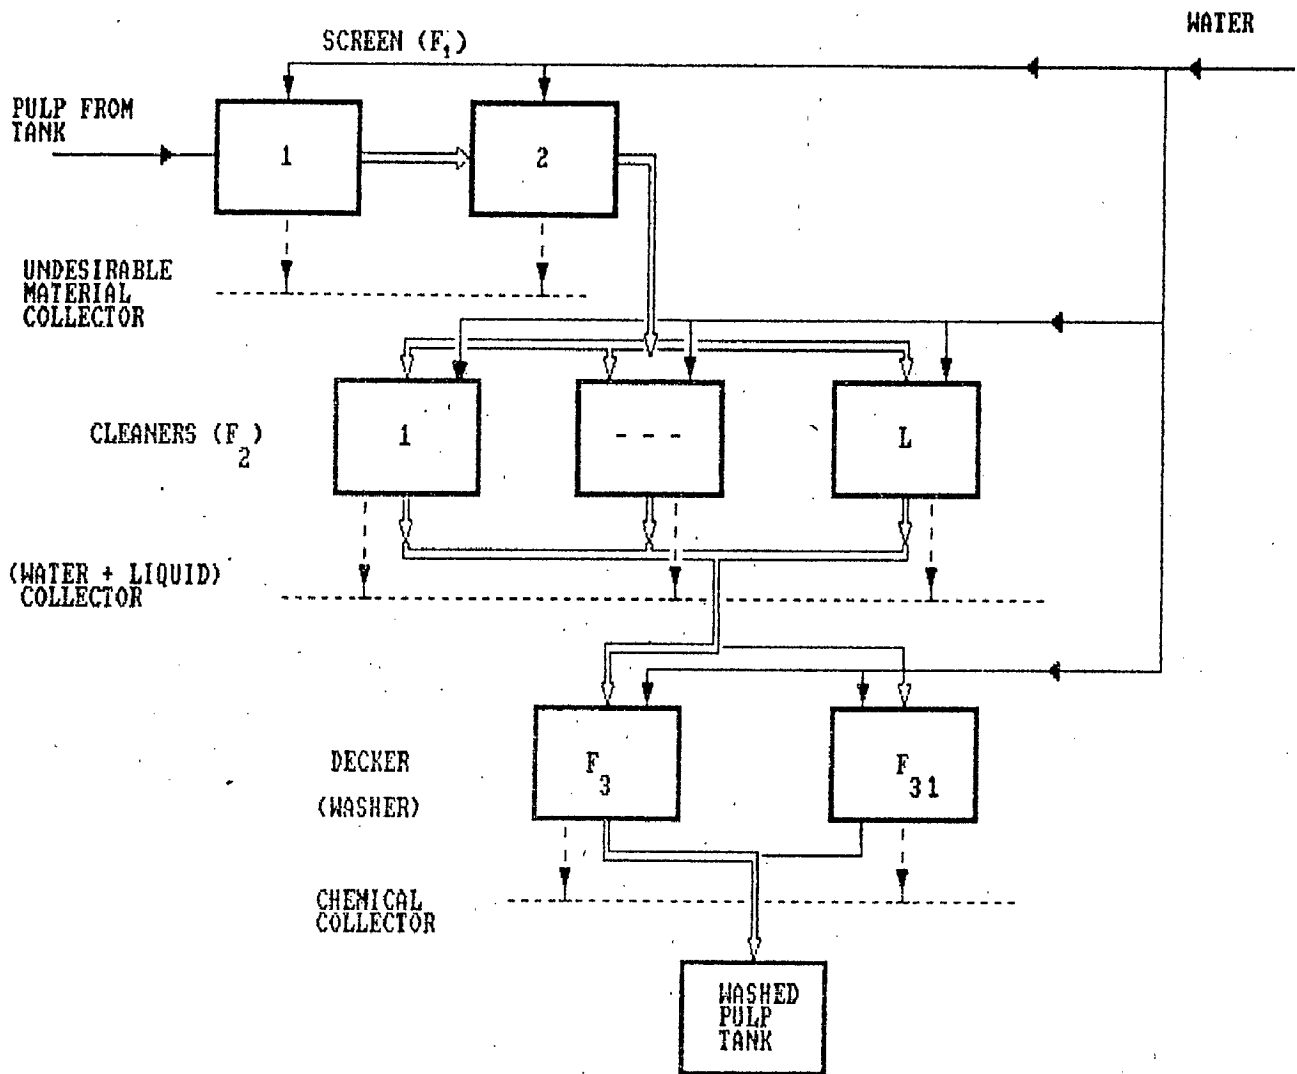 WATER
SCREEN (F1)
PULP FROM
TANK
1
2
UNDESIRABLE
MATERIAL
COLLECTOR
CLEANERS (F2)
1
- - -
L
(WATER + LIQUID)
COLLECTOR
DECKER
(WASHER)
F3
F31
CHEMICAL
COLLECTOR
WASHED
PULP
TANK